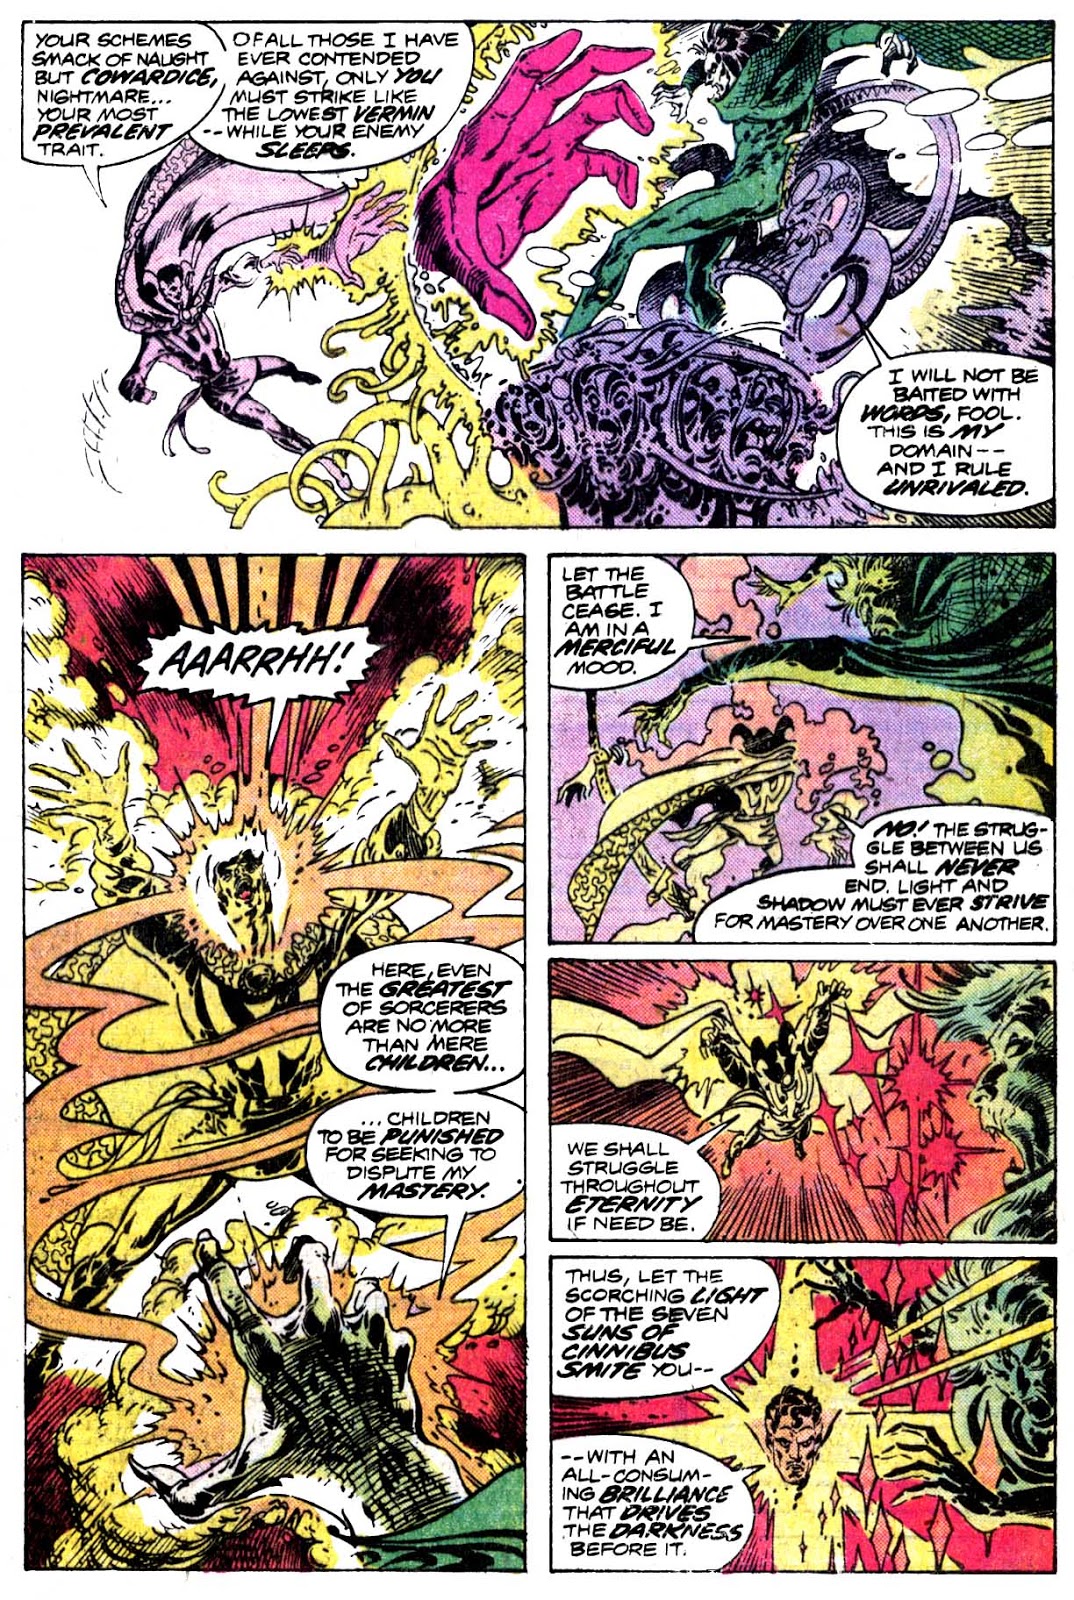 YOUR SCHEMES
SMACK OF NAUGHT
BUT COWARDICE,
NIGHTMARE...
YOUR MOST
PREVALENT
TRAIT.
OF ALL THOSE I HAVE
EVER CONTENDED
AGAINST, ONLY YOU
MUST STRIKE LIKE
THE LOWEST VERMIN
--WHILE YOUR ENEMY
SLEEPS.
I WILL NOT BE
BAITED WITH
WORDS, FOOL.
THIS IS MY
DOMAIN--
AND I RULE
UNRIVALED.
AAARRHH!
HERE, EVEN
THE GREATEST
OF SORCERERS
ARE NO MORE
THAN MERE
CHILDREN...
...CHILDREN
TO BE PUNISHED
FOR SEEKING TO
DISPUTE MY
MASTERY.
LET THE
BATTLE
CEASE. I
AM IN A
MERCIFUL
MOOD.
NO! THE STRUG-
GLE BETWEEN US
SHALL NEVER
END. LIGHT AND
SHADOW MUST EVER STRIVE
FOR MASTERY OVER ONE ANOTHER.
WE SHALL
STRUGGLE
THROUGHOUT
ETERNITY
IF NEED BE.
THUS, LET THE
SCORCHING LIGHT
OF THE SEVEN
SUNS OF
CINNIBUS
SMITE YOU--
--WITH AN
ALL-CONSUM-
ING BRILLIANCE
THAT DRIVES
THE DARKNESS
BEFORE IT.